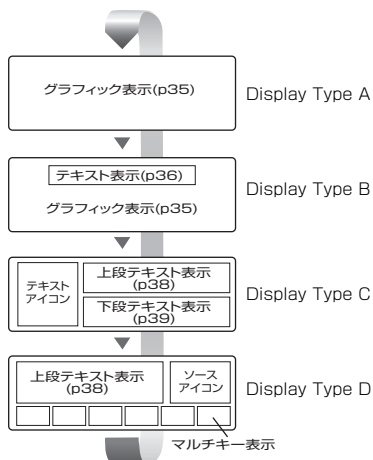 グラフィック表示(p35)
Display Type A
テキスト表示(p36)
グラフィック表示(p35)
Display Type B
テキスト
アイコン
上段テキスト表示
(p38)
下段テキスト表示
(p39)
Display Type C
上段テキスト表示
(p38)
ソース
アイコン
Display Type D
マルチキー表示